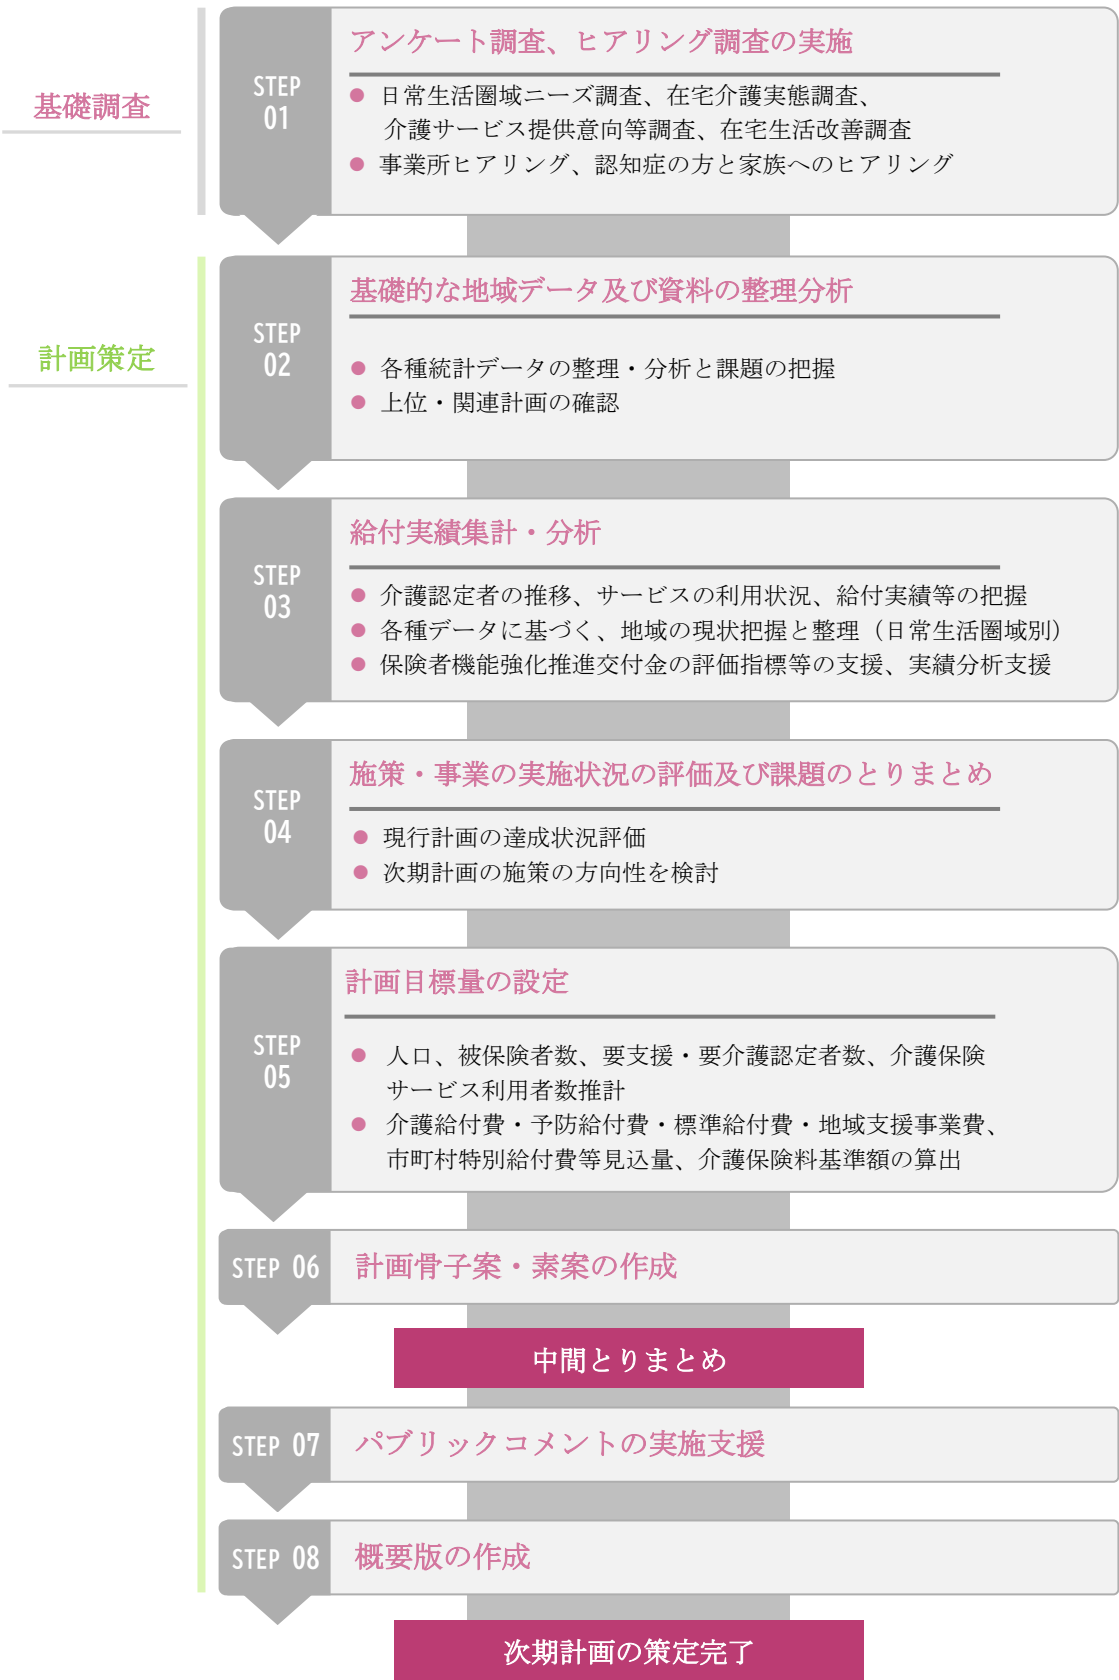 基礎調査
STEP
01
アンケート調査、ヒアリング調査の実施
● 日常生活圏域ニーズ調査、在宅介護実態調査、
介護サービス提供意向等調査、在宅生活改善調査
● 事業所ヒアリング、認知症の方と家族へのヒアリング
計画策定
STEP
02
基礎的な地域データ及び資料の整理分析
● 各種統計データの整理・分析と課題の把握
● 上位・関連計画の確認
STEP
03
給付実績集計・分析
● 介護認定者の推移、サービスの利用状況、給付実績等の把握
● 各種データに基づく、地域の現状把握と整理（日常生活圏域別）
● 保険者機能強化推進交付金の評価指標等の支援、実績分析支援
STEP
04
施策・事業の実施状況の評価及び課題のとりまとめ
● 現行計画の達成状況評価
● 次期計画の施策の方向性を検討
STEP
05
計画目標量の設定
● 人口、被保険者数、要支援・要介護認定者数、介護保険
サービス利用者数推計
● 介護給付費・予防給付費・標準給付費・地域支援事業費、
市町村特別給付費等見込量、介護保険料基準額の算出
STEP 06
計画骨子案・素案の作成
中間とりまとめ
STEP 07
パブリックコメントの実施支援
STEP 08
概要版の作成
次期計画の策定完了